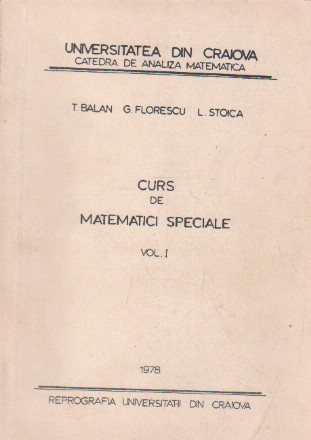 UNIVERSITATEA DIN CRAIOVA
CATEDRA DE ANALIZA MATEMATICA
T. BALAN G. FLORESCU L. STOICA
CURS
DE
MATEMATICI SPECIALE
VOL. I
1978
REPROGRAFIA UNIVERSITATII DIN CRAIOVA